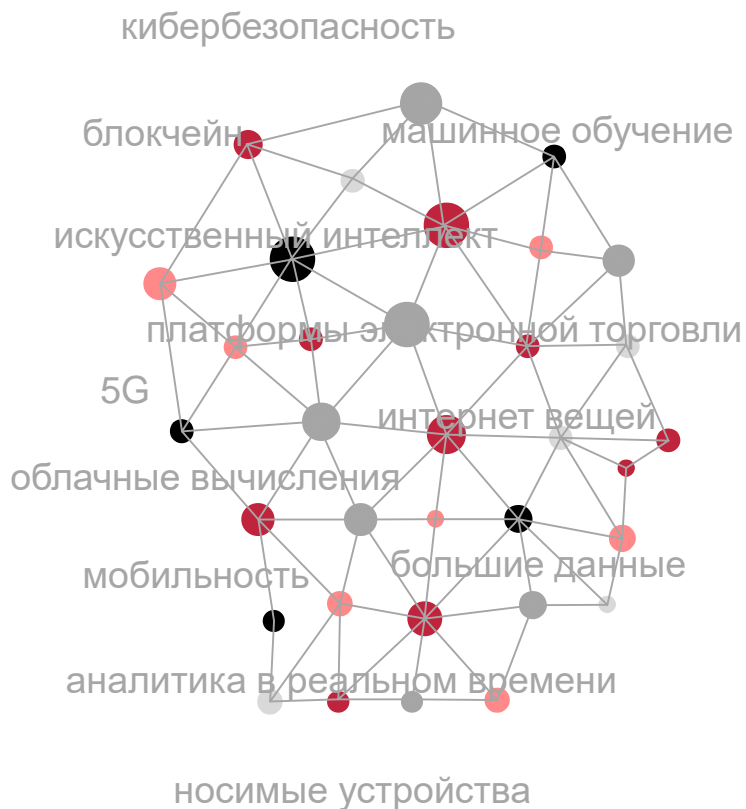 кибербезопасность
блокчейн
машинное обучение
искусственный интеллект
платформы электронной торговли
5G
интернет вещей
облачные вычисления
большие данные
мобильность
аналитика в реальном времени
носимые устройства